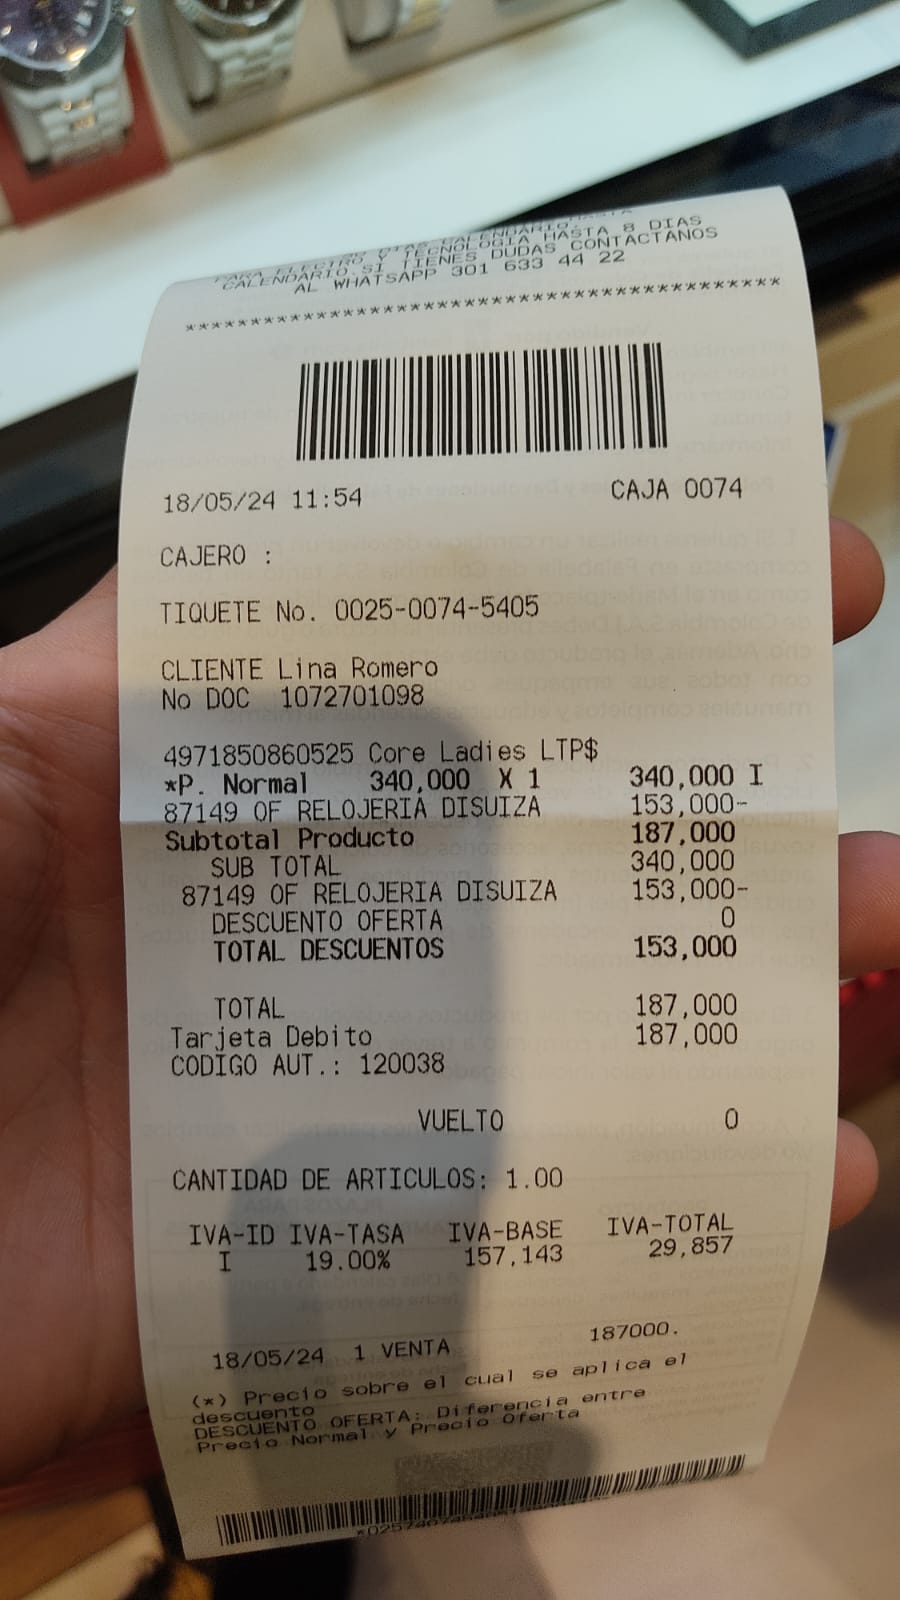 PARA ELECTRO Y TECNOLOGIA HASTA 8 DIAS
CALENDARIO.SI TIENES DUDAS CONTACTANOS
AL WHATSAPP 301 633 44 22
**********************************************
18/05/24 11:54 CAJA 0074
CAJERO :
TIQUETE No. 0025-0074-5405
CLIENTE Lina Romero
No DOC 1072701098
4971850860525 Core Ladies LTP$
*P. Normal 340,000 X 1 340,000 I
87149 OF RELOJERIA DISUIZA 153,000-
Subtotal Producto 187,000
SUB TOTAL 340,000
87149 OF RELOJERIA DISUIZA 153,000-
DESCUENTO OFERTA 0
TOTAL DESCUENTOS 153,000
TOTAL 187,000
Tarjeta Debito 187,000
CODIGO AUT.: 120038
VUELTO 0
CANTIDAD DE ARTICULOS: 1.00
IVA-ID IVA-TASA IVA-BASE IVA-TOTAL
I 19.00% 157,143 29,857
18/05/24 1 VENTA 187000.
(*) Precio sobre el cual se aplica el
descuento
DESCUENTO OFERTA: Diferencia entre
Precio Normal y Precio Oferta